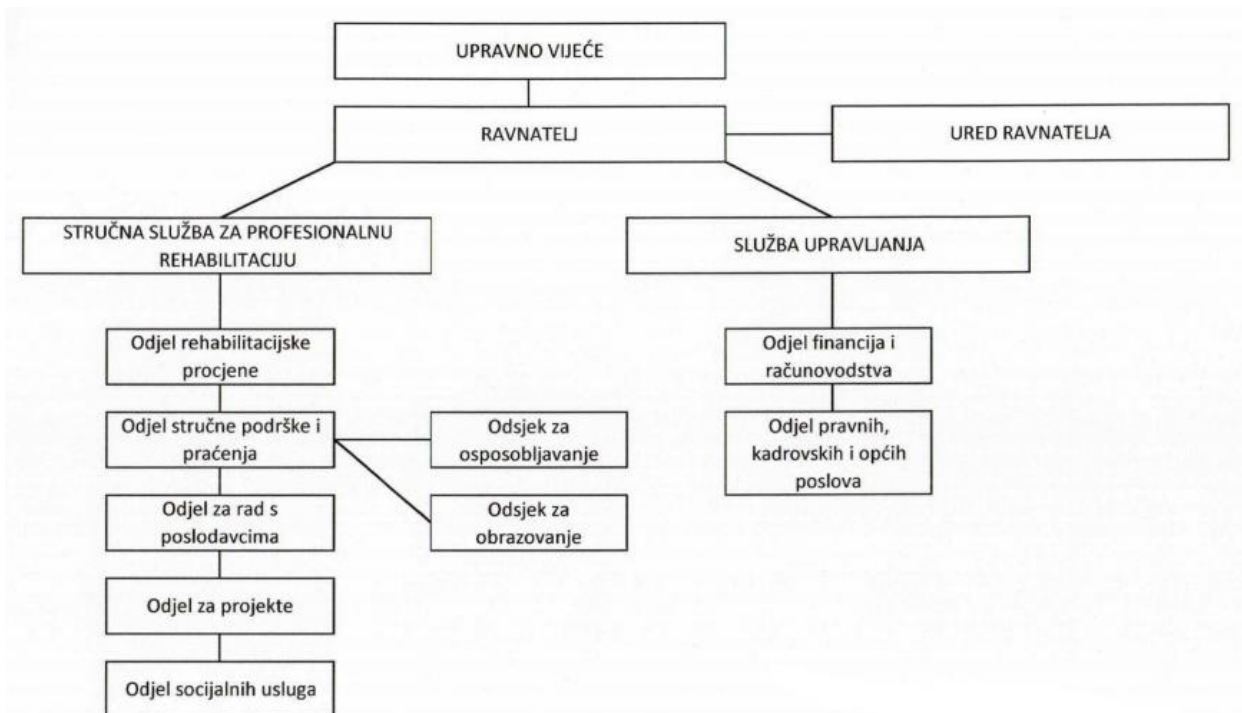 UPRAVNO VIJEĆE
RAVNATELJ
URED RAVNATELJA
STRUČNA SLUŽBA ZA PROFESIONALNU
REHABILITACIJU
SLUŽBA UPRAVLJANJA
Odjel rehabilitacijske
procjene
Odjel stručne podrške i
praćenja
Odsjek za
osposobljavanje
Odsjek za
obrazovanje
Odjel za rad s
poslodavcima
Odjel za projekte
Odjel socijalnih usluga
Odjel financija i
računovodstva
Odjel pravnih,
kadrovskih i općih
poslova